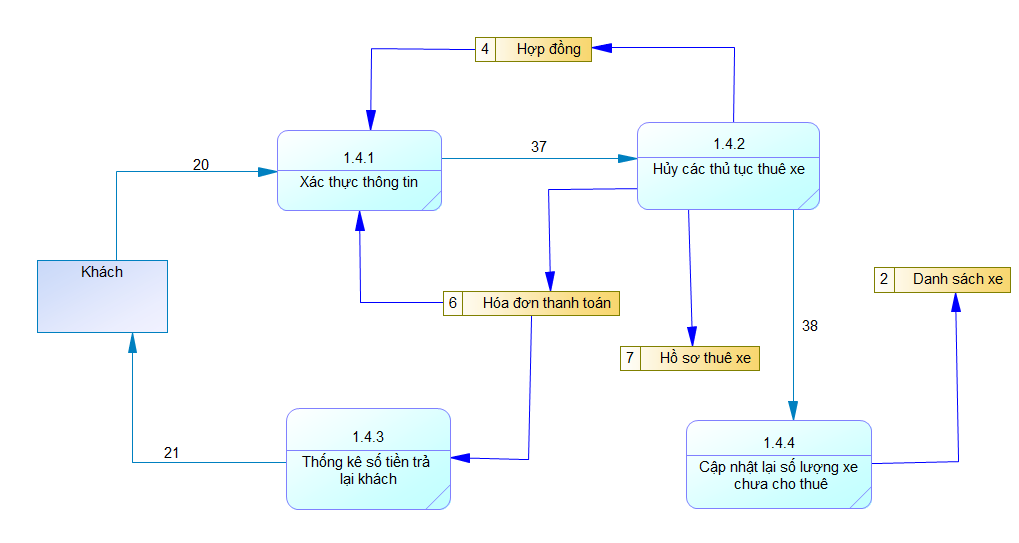 4 Hợp đồng
1.4.1
Xác thực thông tin
37
1.4.2
Hủy các thủ tục thuê xe
20
Khách
2 Danh sách xe
6 Hóa đơn thanh toán
38
7 Hồ sơ thuê xe
1.4.3
Thống kê số tiền trả
lại khách
21
1.4.4
Cập nhật lại số lượng xe
chưa cho thuê